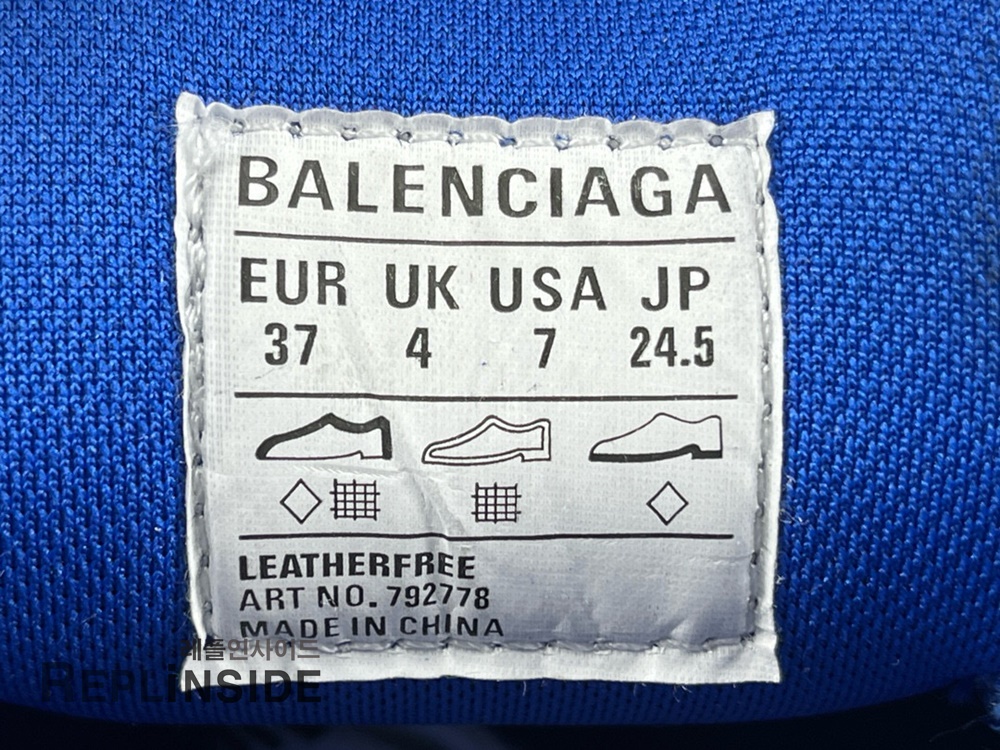 BALENCIAGA
EUR UK USA JP
37 4 7 24.5
LEATHERFREE
ART NO. 792778
MADE IN CHINA
레플인사이드
REPLINSIDE